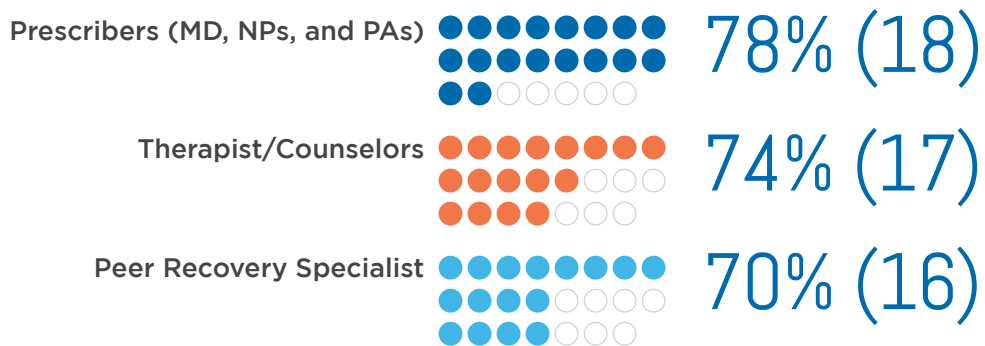 Prescribers (MD, NPs, and PAs) 78% (18)
Therapist/Counselors 74% (17)
Peer Recovery Specialist 70% (16)